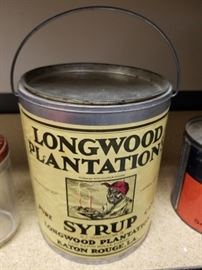 LONGWOOD
PLANTATION
PURE
SYRUP
LONGWOOD PLANTATION
BATON ROUGE, LA.